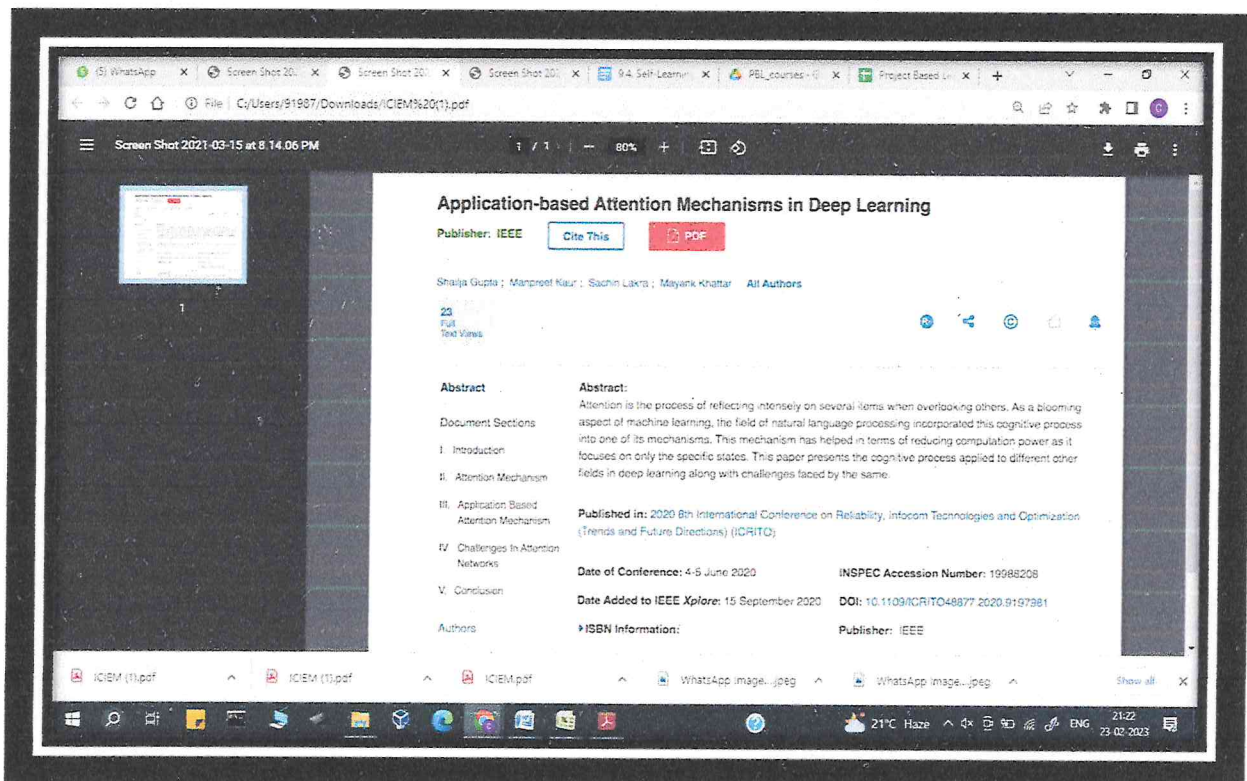 (5) WhatsApp
Screen Shot 20
Screen Shot 20
Screen Shot 20
9.4. Self-Learnin
PBL_courses - G
Project Based L
File C:/Users/91987/Downloads/ICIEM%20(1).pdf
Screen Shot 2021-03-15 at 8.14.06 PM
1 / 1
80%
1
Application-based Attention Mechanisms in Deep Learning
Publisher: IEEE
Cite This
PDF
Shailja Gupta ; Manpreet Kaur ; Sachin Lakra ; Mayank Khattar All Authors
23
Full
Text Views
Abstract
Document Sections
I. Introduction
II. Attention Mechanism
III. Application Based
Attention Mechanism
IV Challenges In Attention
Networks
V. Conclusion
Authors
Abstract:
Attention is the process of reflecting intensely on several items when overlooking others. As a blooming
aspect of machine learning, the field of natural language processing incorporated this cognitive process
into one of its mechanisms. This mechanism has helped in terms of reducing computation power as it
focuses on only the specific states. This paper presents the cognitive process applied to different other
fields in deep learning along with challenges faced by the same.
Published in: 2020 8th International Conference on Reliability, Infocom Technologies and Optimization
(Trends and Future Directions) (ICRITO)
Date of Conference: 4-5 June 2020
INSPEC Accession Number: 19988208
Date Added to IEEE Xplore: 15 September 2020
DOI: 10.1109/ICRITO48877.2020.9197981
ISBN Information:
Publisher: IEEE
ICIEM (1).pdf
ICIEM (1).pdf
ICIEM.pdf
WhatsApp Image....jpeg
WhatsApp Image....jpeg
Show all
21°C Haze
ENG
21:22
23-02-2023